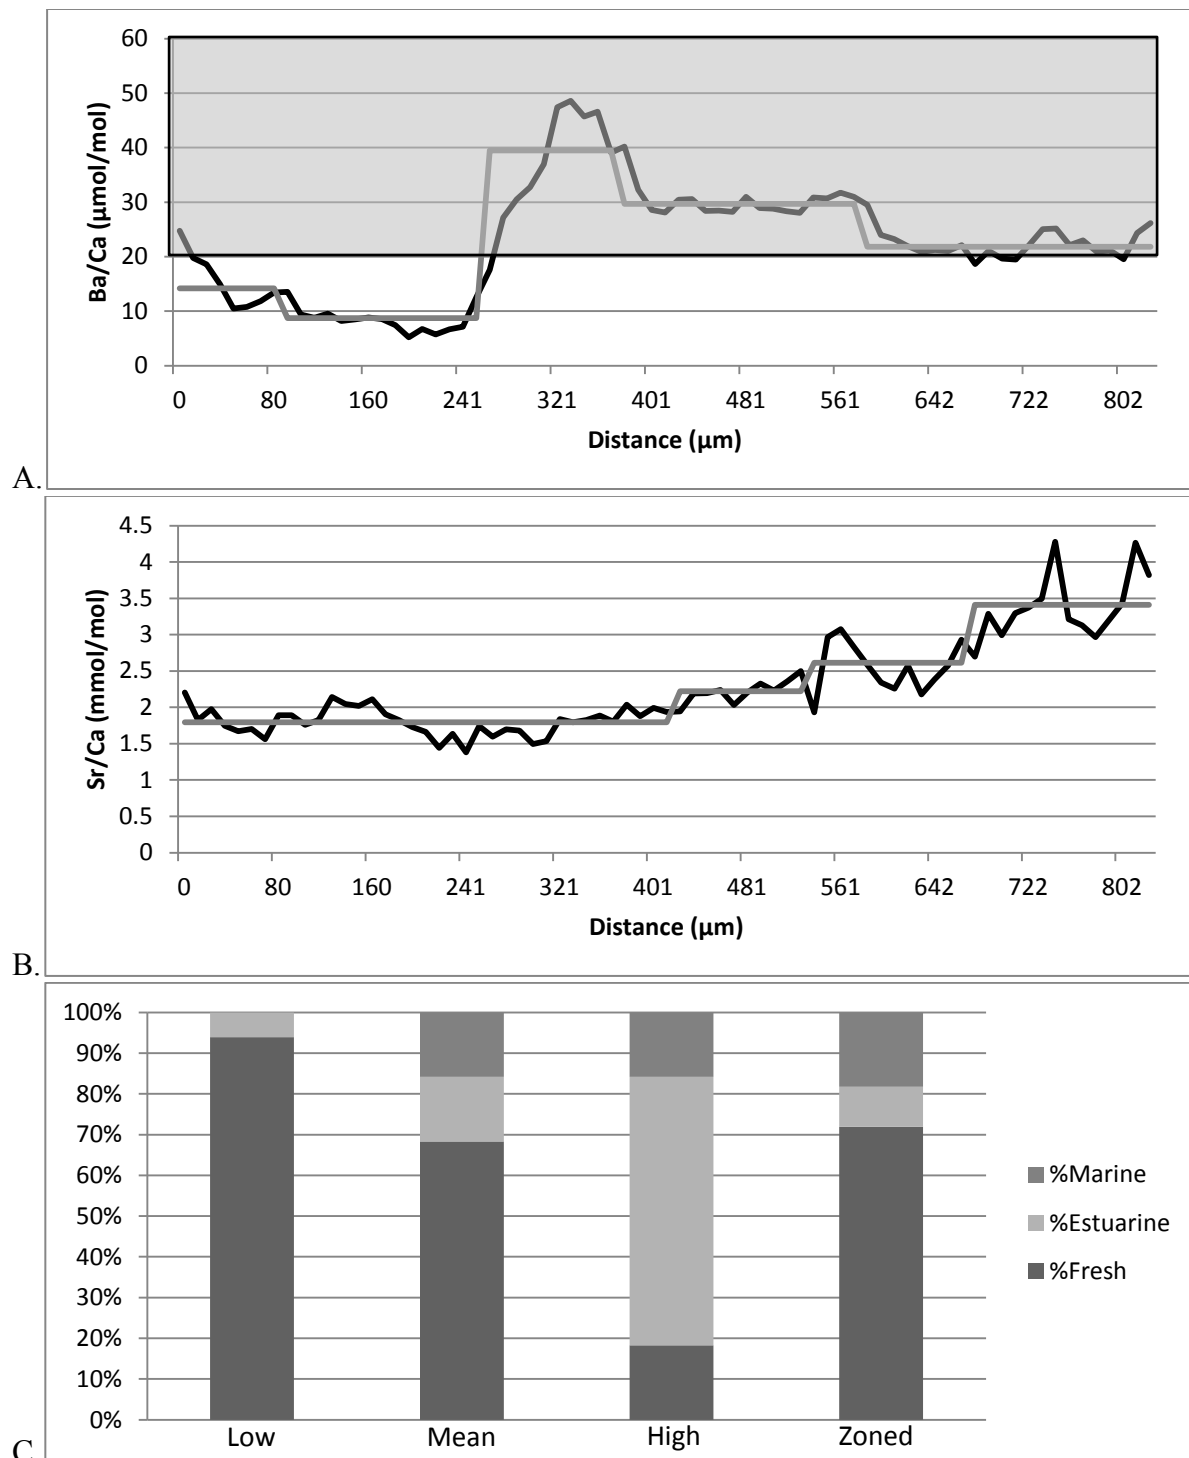 60
50
40
30
20
10
0
Ba/Ca (µmol/mol)
0 80 160 241 321 401 481 561 642 722 802
Distance (µm)
A.
4.5
4
3.5
3
2.5
2
1.5
1
0.5
0
Sr/Ca (mmol/mol)
0 80 160 241 321 401 481 561 642 722 802
Distance (µm)
B.
100%
90%
80%
70%
60%
50%
40%
30%
20%
10%
0%
Low Mean High Zoned
%Marine
%Estuarine
%Fresh
C